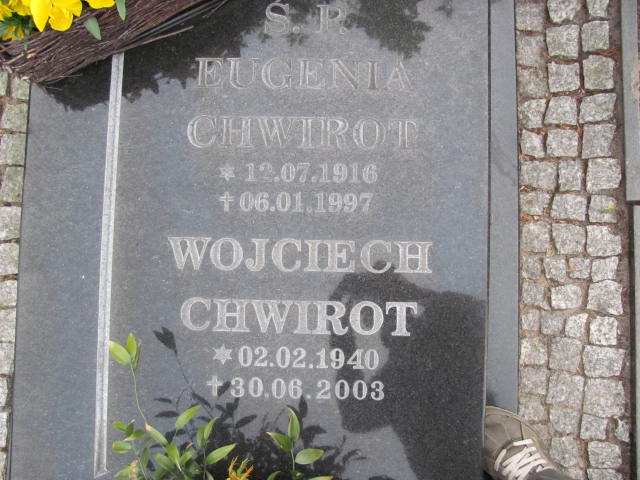 Ś. P.
EUGENIA
CHWIROT
* 12.07.1916
† 06.01.1997
WOJCIECH
CHWIROT
* 02.02.1940
† 30.06.2003